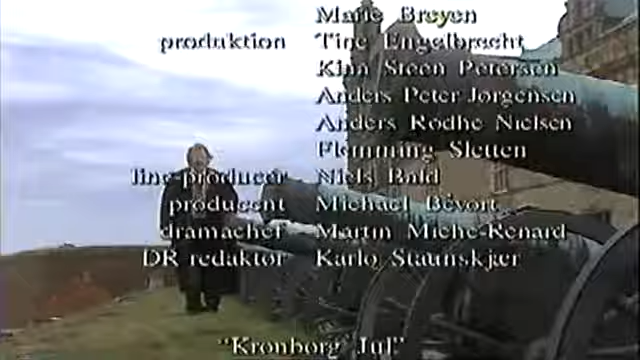 Marie Breyen
produktion Tine Engelbrecht
Kim Steen Petersen
Anders Peter Jørgensen
Anders Rodhe Nielsen
Flemming Sletten
line-producer Niels Bald
producent Michael Bévort
dramachef Martin Miehe-Renard
DR redaktør Karlo Staunskjær
"Kronborg Jul"